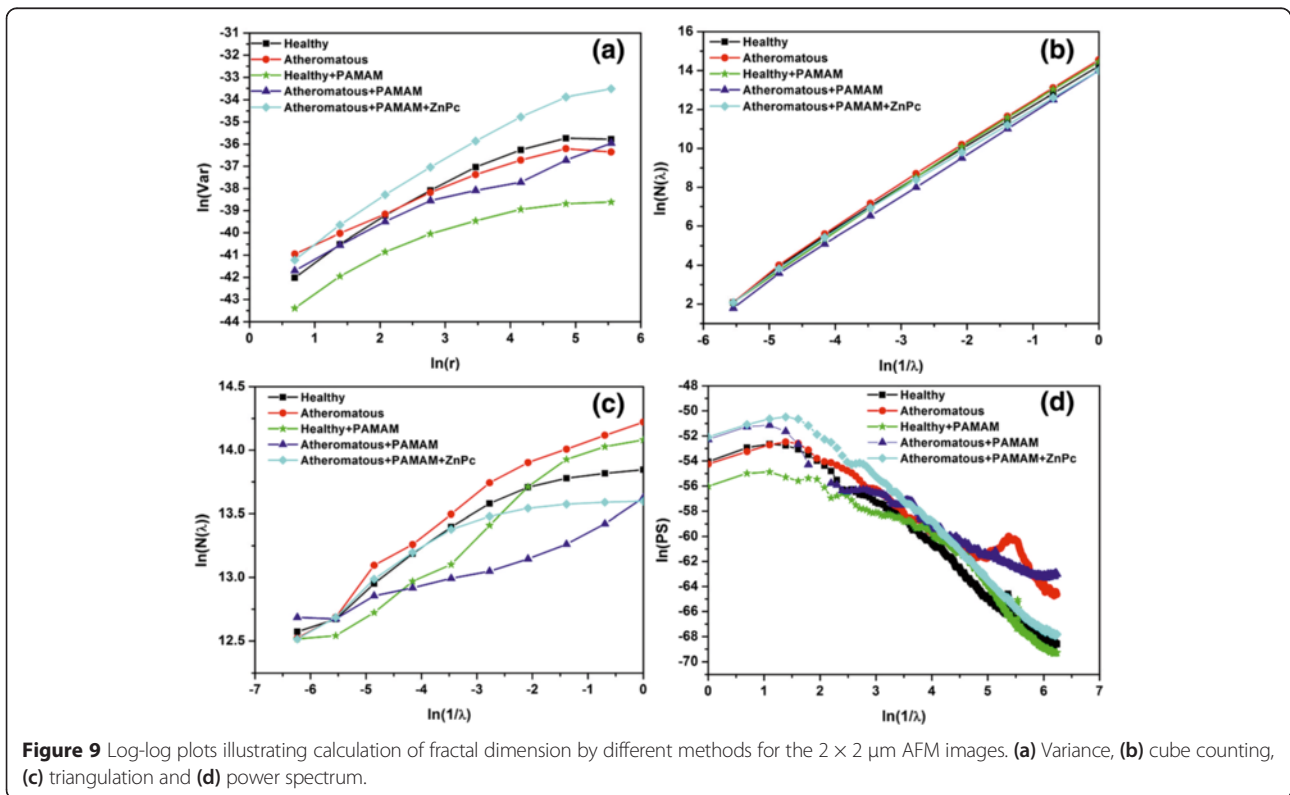 (a)
Healthy
Atheromatous
Healthy+PAMAM
Atheromatous+PAMAM
Atheromatous+PAMAM+ZnPc
-31
-32
-33
-34
-35
-36
-37
-38
-39
-40
-41
-42
-43
-44
ln(Var)
0 1 2 3 4 5 6
ln(r)
(b)
Healthy
Atheromatous
Healthy+PAMAM
Atheromatous+PAMAM
Atheromatous+PAMAM+ZnPc
16
14
12
10
8
6
4
2
ln(N(λ))
-6 -5 -4 -3 -2 -1 0
ln(1/λ)
(c)
Healthy
Atheromatous
Healthy+PAMAM
Atheromatous+PAMAM
Atheromatous+PAMAM+ZnPc
14.5
14.0
13.5
13.0
12.5
ln(N(λ))
-7 -6 -5 -4 -3 -2 -1 0
ln(1/λ)
(d)
Healthy
Atheromatous
Healthy+PAMAM
Atheromatous+PAMAM
Atheromatous+PAMAM+ZnPc
-48
-50
-52
-54
-56
-58
-60
-62
-64
-66
-68
-70
ln(PS)
0 1 2 3 4 5 6 7
ln(1/λ)
Figure 9 Log-log plots illustrating calculation of fractal dimension by different methods for the 2 × 2 μm AFM images. (a) Variance, (b) cube counting,
(c) triangulation and (d) power spectrum.